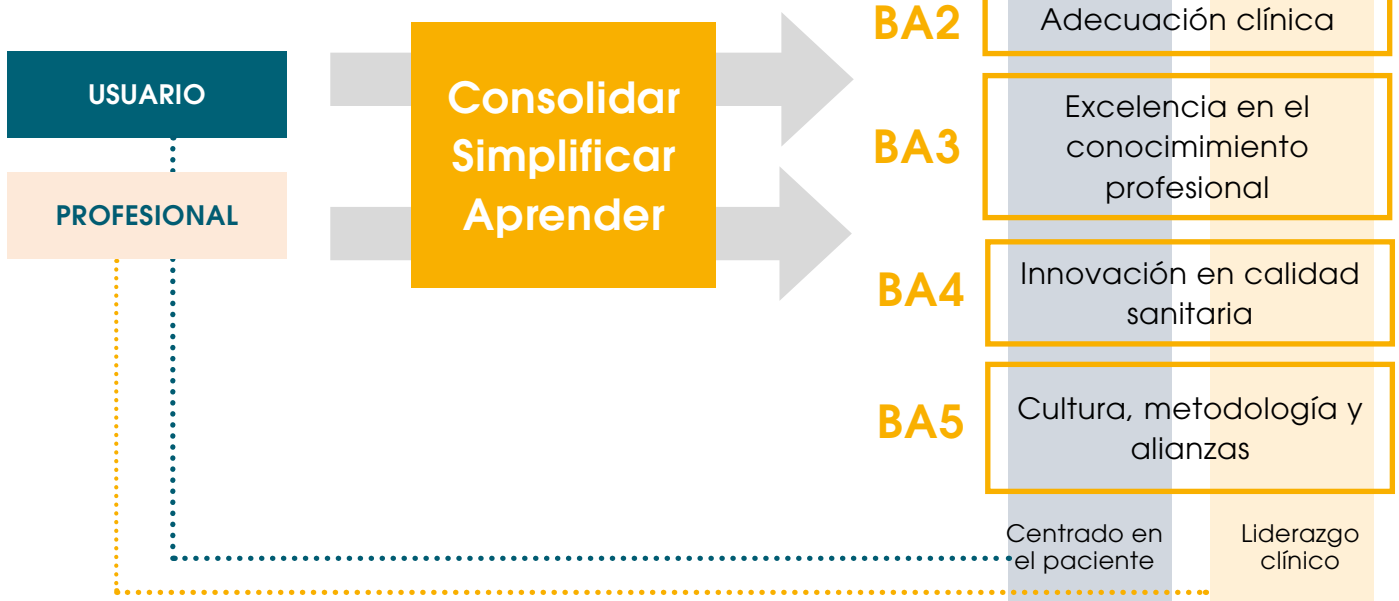 USUARIO
PROFESIONAL
Consolidar
Simplificar
Aprender
BA2
Adecuación clínica
BA3
Excelencia en el
conocimimiento
profesional
BA4
Innovación en calidad
sanitaria
BA5
Cultura, metodología y
alianzas
Centrado en
el paciente
Liderazgo
clínico